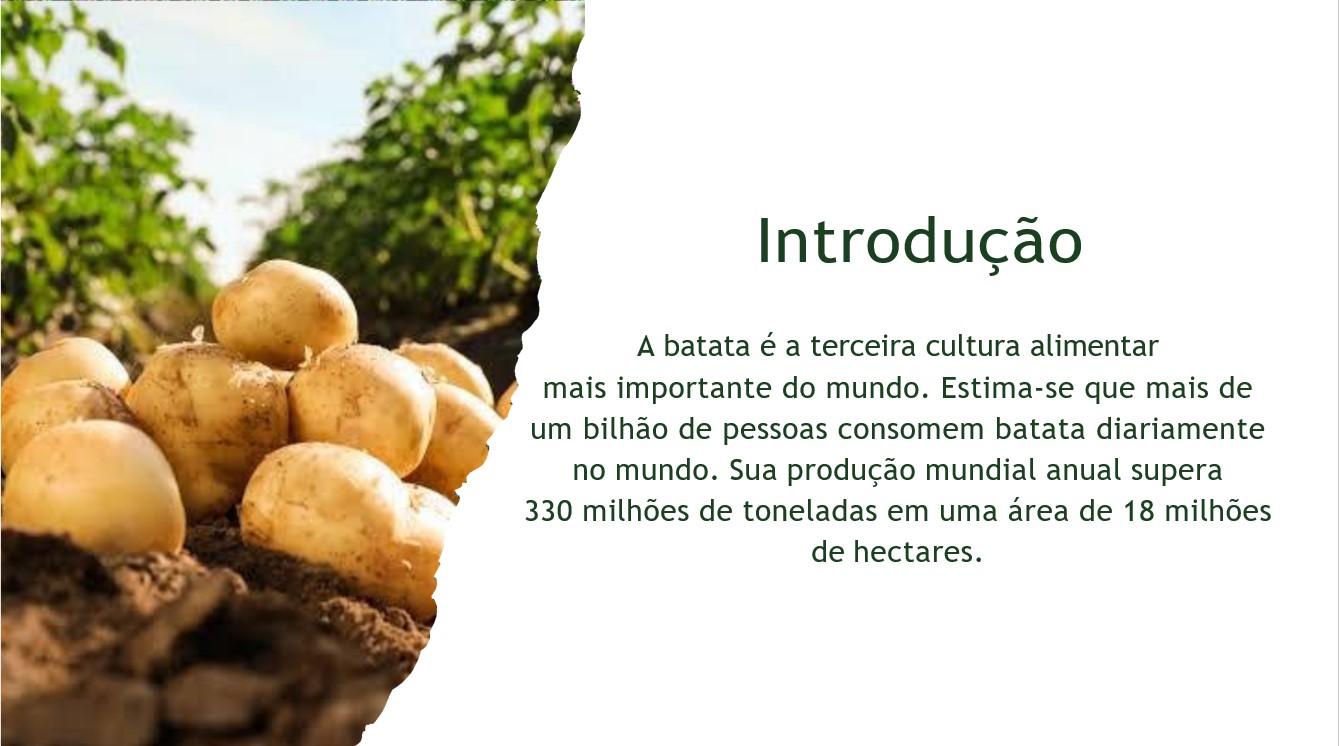 Introdução
A batata é a terceira cultura alimentar
mais importante do mundo. Estima-se que mais de
um bilhão de pessoas consomem batata diariamente
no mundo. Sua produção mundial anual supera
330 milhões de toneladas em uma área de 18 milhões
de hectares.